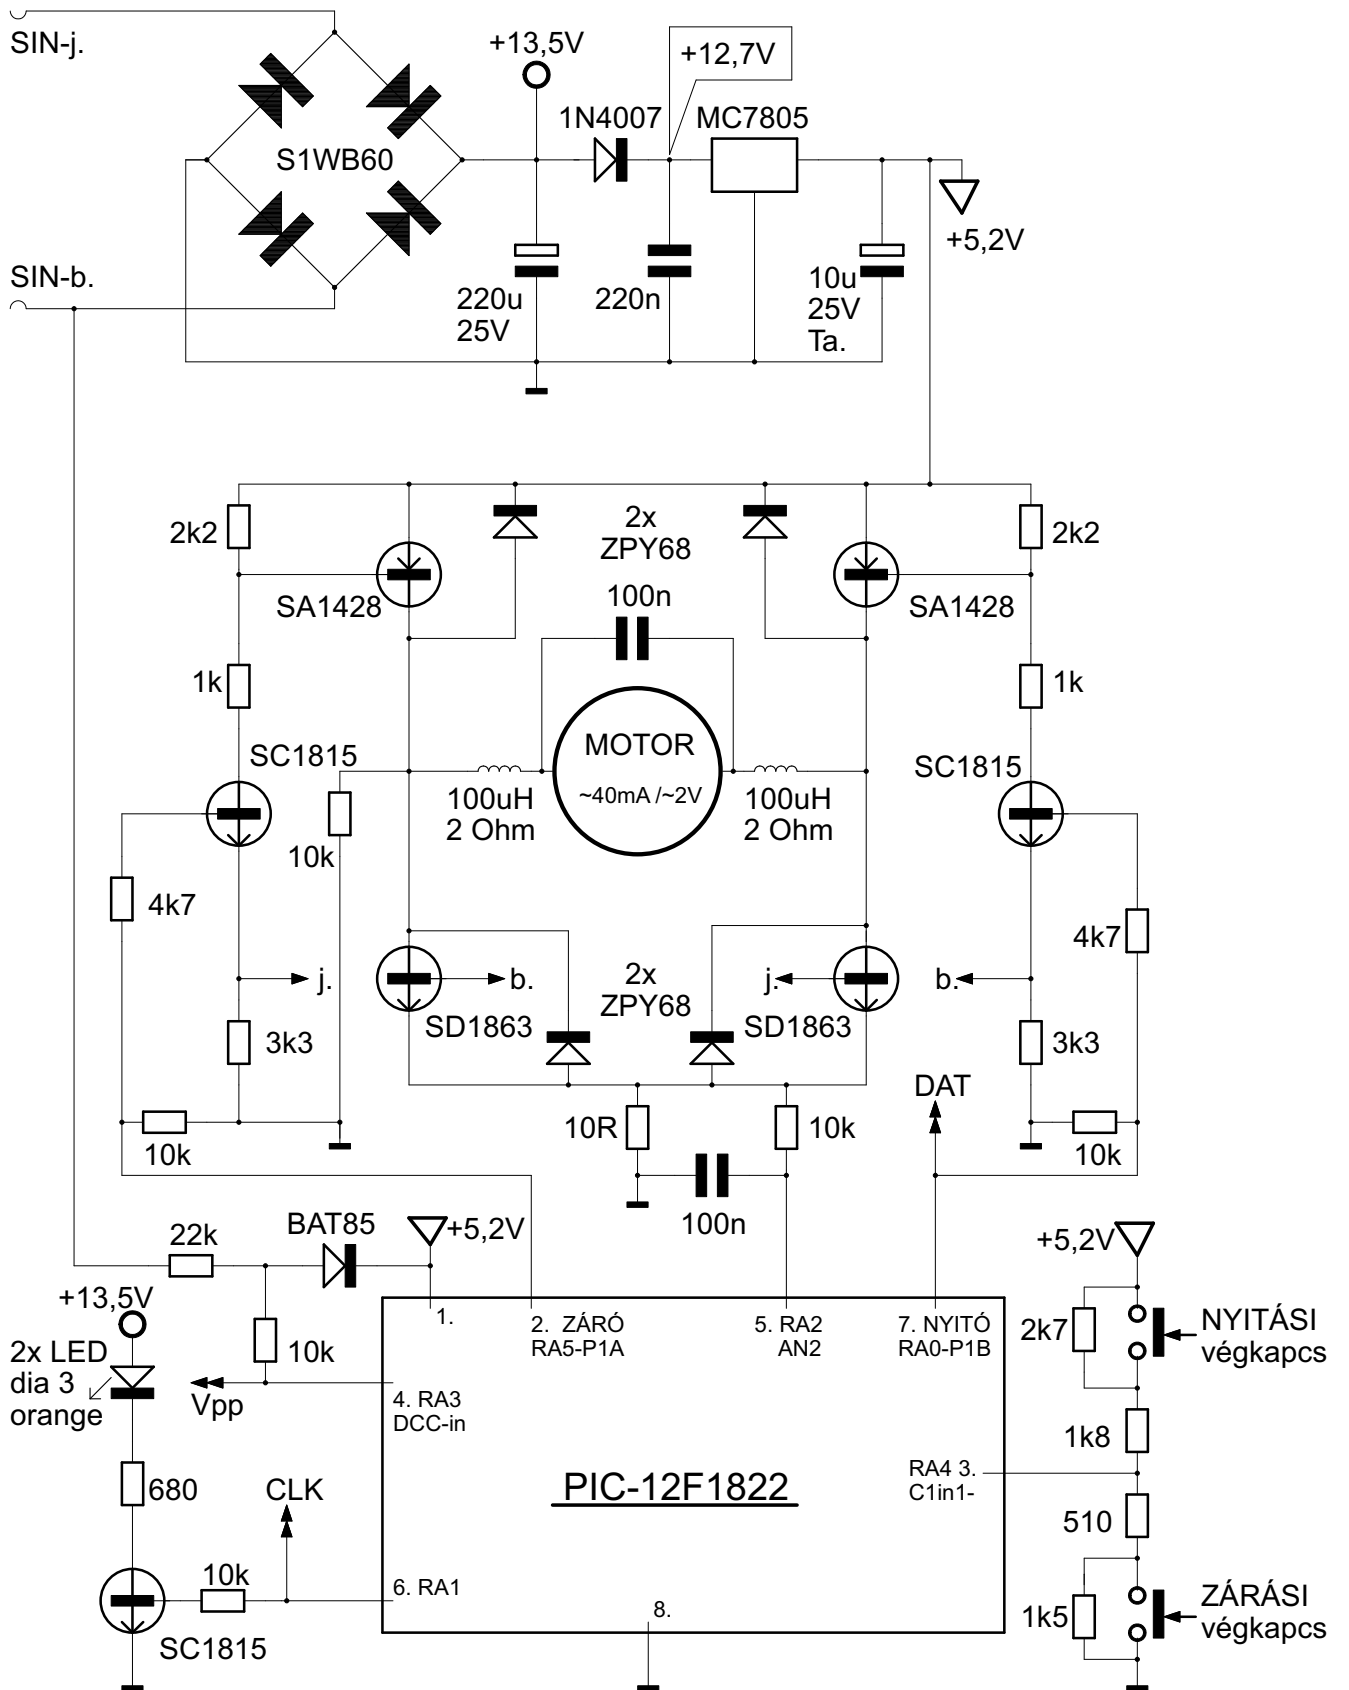 SIN-j.
+13,5V
+12,7V
1N4007
MC7805
S1WB60
+5,2V
SIN-b.
220u
25V
220n
10u
25V
Ta.
2k2
2x
ZPY68
2k2
SA1428
100n
SA1428
1k
1k
SC1815
MOTOR
~40mA /~2V
SC1815
100uH
2 Ohm
100uH
2 Ohm
10k
4k7
4k7
j.
b.
2x
ZPY68
j.
b.
SD1863
SD1863
3k3
3k3
DAT
10k
10R
10k
10k
100n
22k
BAT85
+5,2V
+5,2V
+13,5V
1.
2. ZÁRÓ
RA5-P1A
5. RA2
AN2
7. NYITÓ
RA0-P1B
2k7
NYITÁSI
végkapcs
2x LED
dia 3
orange
10k
Vpp
4. RA3
DCC-in
1k8
680
CLK
PIC-12F1822
RA4 3.
C1in1-
510
10k
6. RA1
8.
1k5
ZÁRÁSI
végkapcs
SC1815